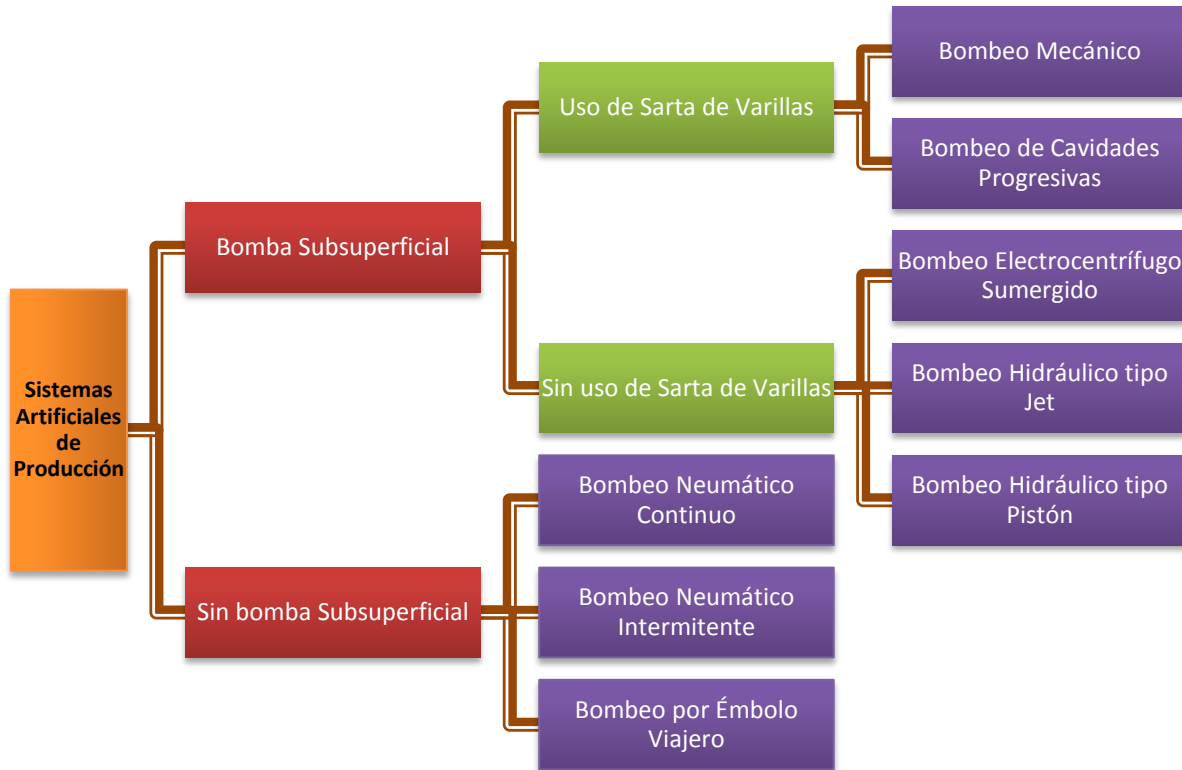 Sistemas
Artificiales
de
Producción
Bomba Subsuperficial
Uso de Sarta de Varillas
Bombeo Mecánico
Bombeo de Cavidades
Progresivas
Sin uso de Sarta de Varillas
Bombeo Electrocentrífugo
Sumergido
Bombeo Hidráulico tipo
Jet
Bombeo Hidráulico tipo
Pistón
Sin bomba Subsuperficial
Bombeo Neumático
Continuo
Bombeo Neumático
Intermitente
Bombeo por Émbolo
Viajero